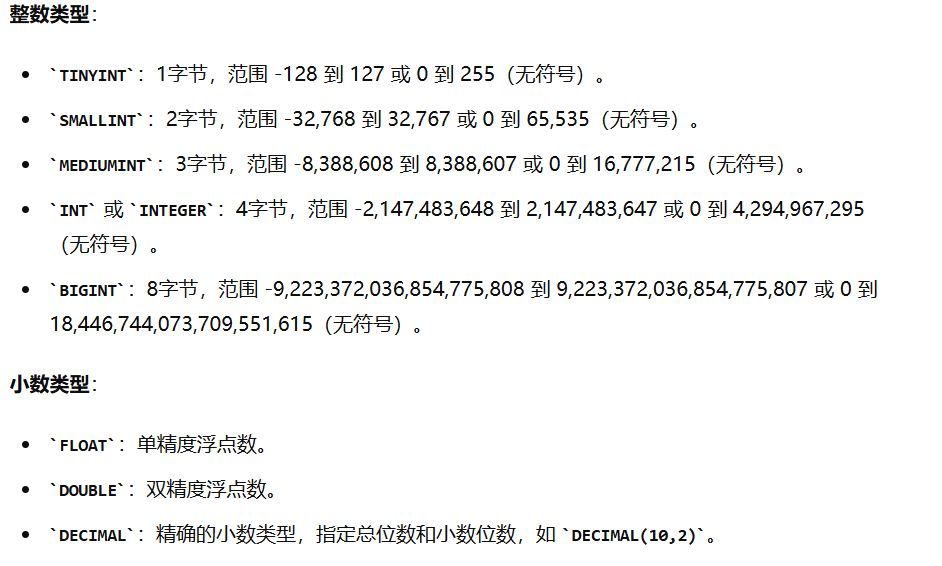 整数类型：
• `TINYINT`：1字节，范围 -128 到 127 或 0 到 255（无符号）。
• `SMALLINT`：2字节，范围 -32,768 到 32,767 或 0 到 65,535（无符号）。
• `MEDIUMINT`：3字节，范围 -8,388,608 到 8,388,607 或 0 到 16,777,215（无符号）。
• `INT` 或 `INTEGER`：4字节，范围 -2,147,483,648 到 2,147,483,647 或 0 到 4,294,967,295
（无符号）。
• `BIGINT`：8字节，范围 -9,223,372,036,854,775,808 到 9,223,372,036,854,775,807 或 0 到
18,446,744,073,709,551,615（无符号）。
小数类型：
• `FLOAT`：单精度浮点数。
• `DOUBLE`：双精度浮点数。
• `DECIMAL`：精确的小数类型，指定总位数和小数位数，如 `DECIMAL(10,2)`。